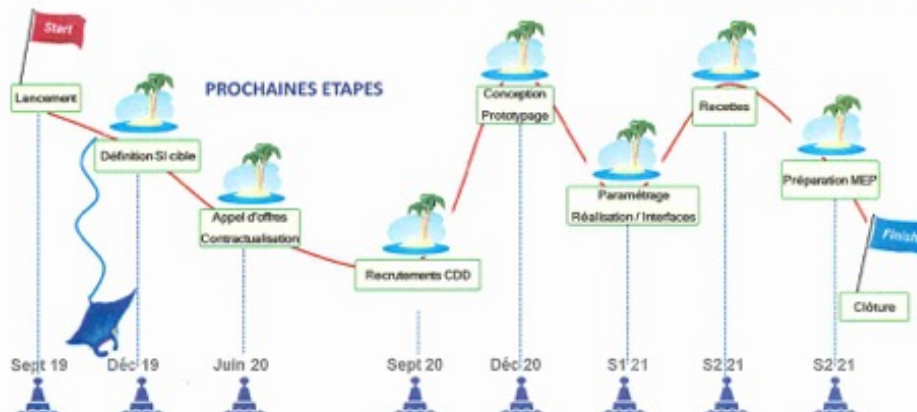 Start
Lancement
PROCHAINES ETAPES
Définition SI cible
Appel d'offres
Contractualisation
Recrutements CDD
Conception
Prototypage
Paramétrage
Réalisation / Interfaces
Recettes
Préparation MEP
Finish
Clôture
Sept 19
Déc 19
Juin 20
Sept 20
Déc 20
S1 21
S2 21
S2 21